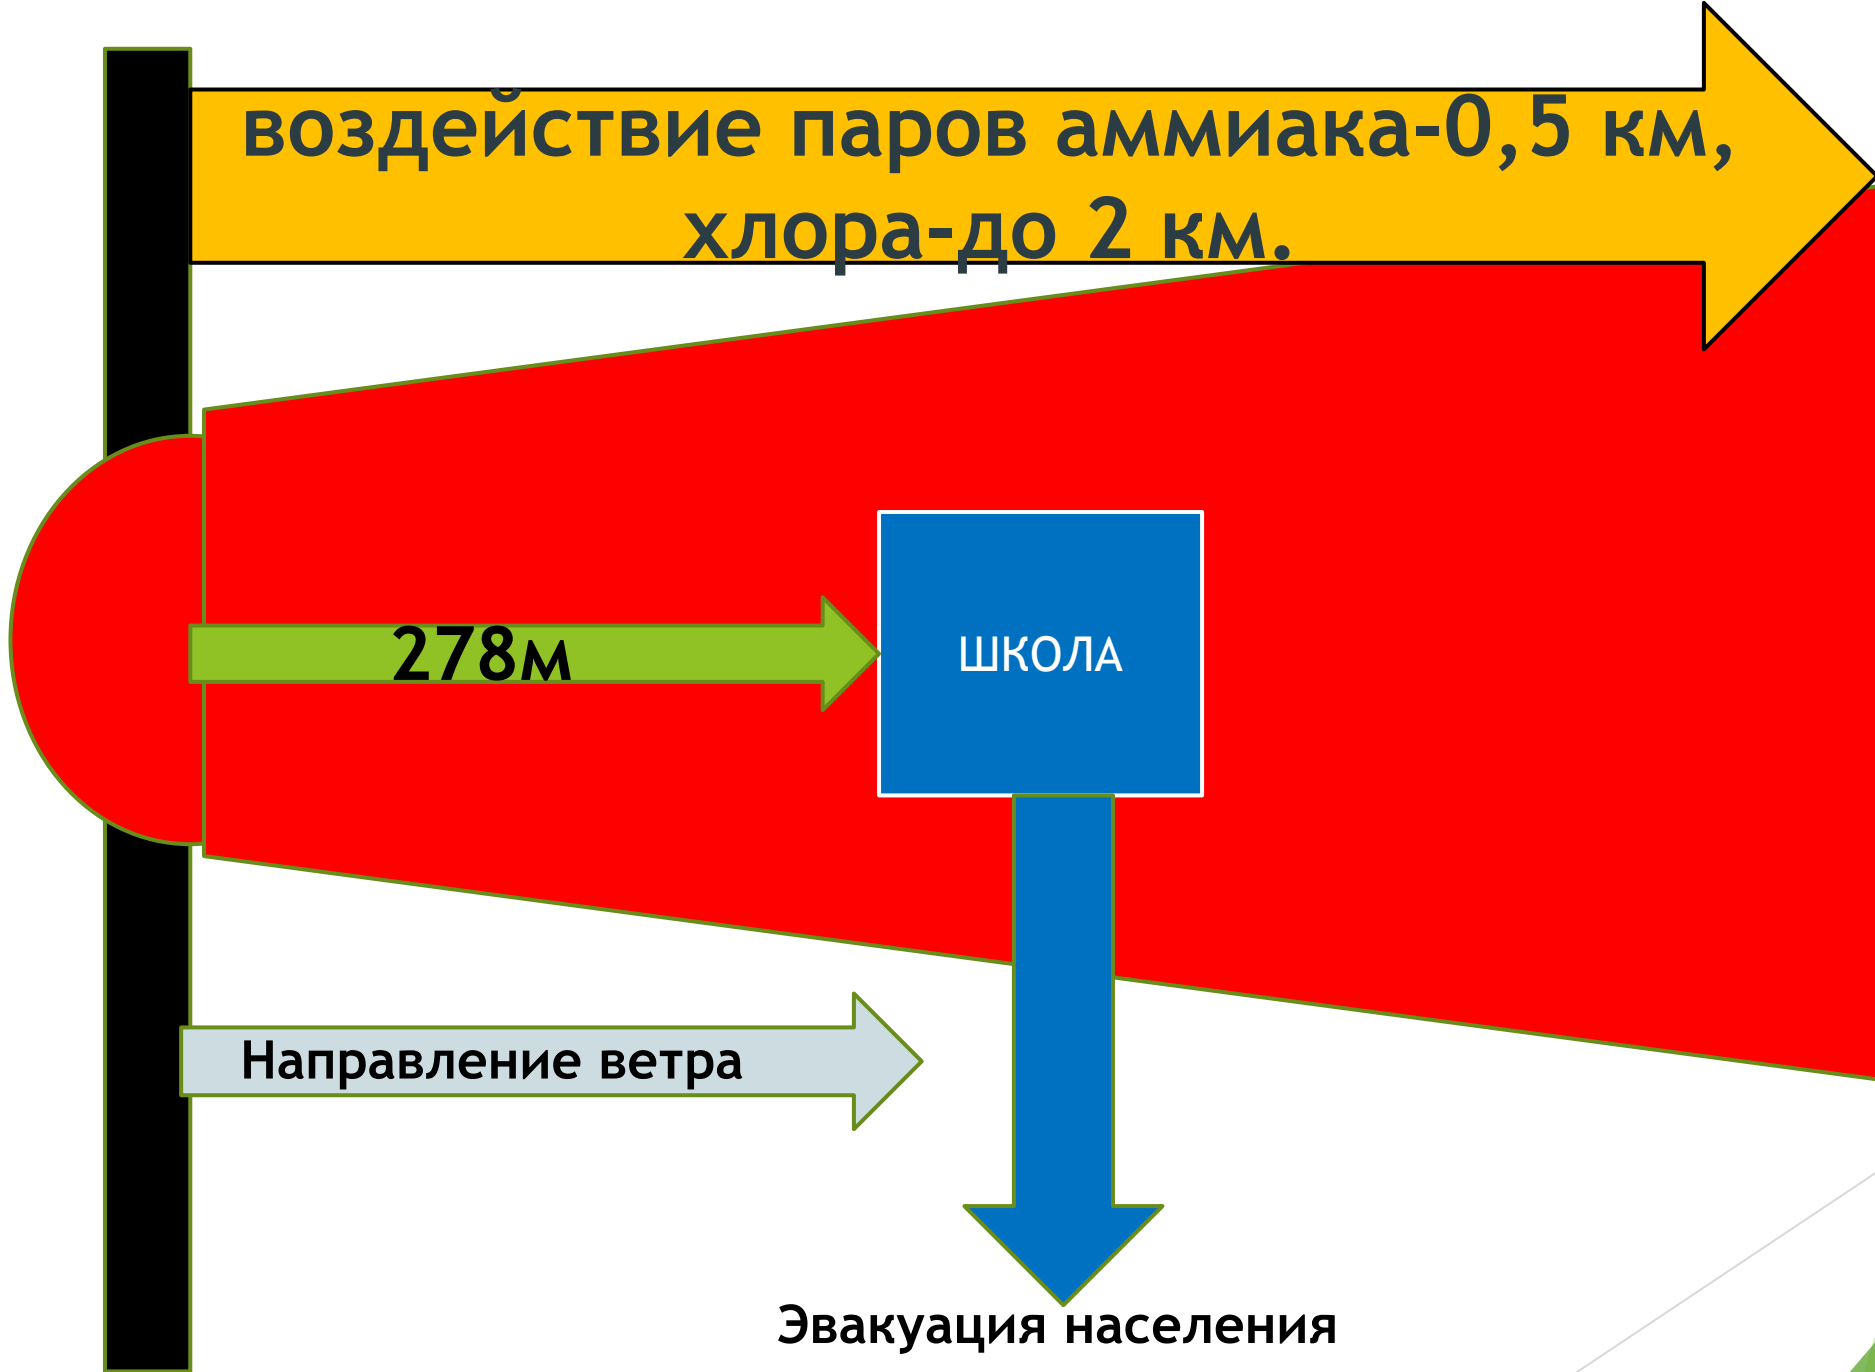 воздействие паров аммиака-0,5 км,
хлора-до 2 км.
278м
ШКОЛА
Направление ветра
Эвакуация населения